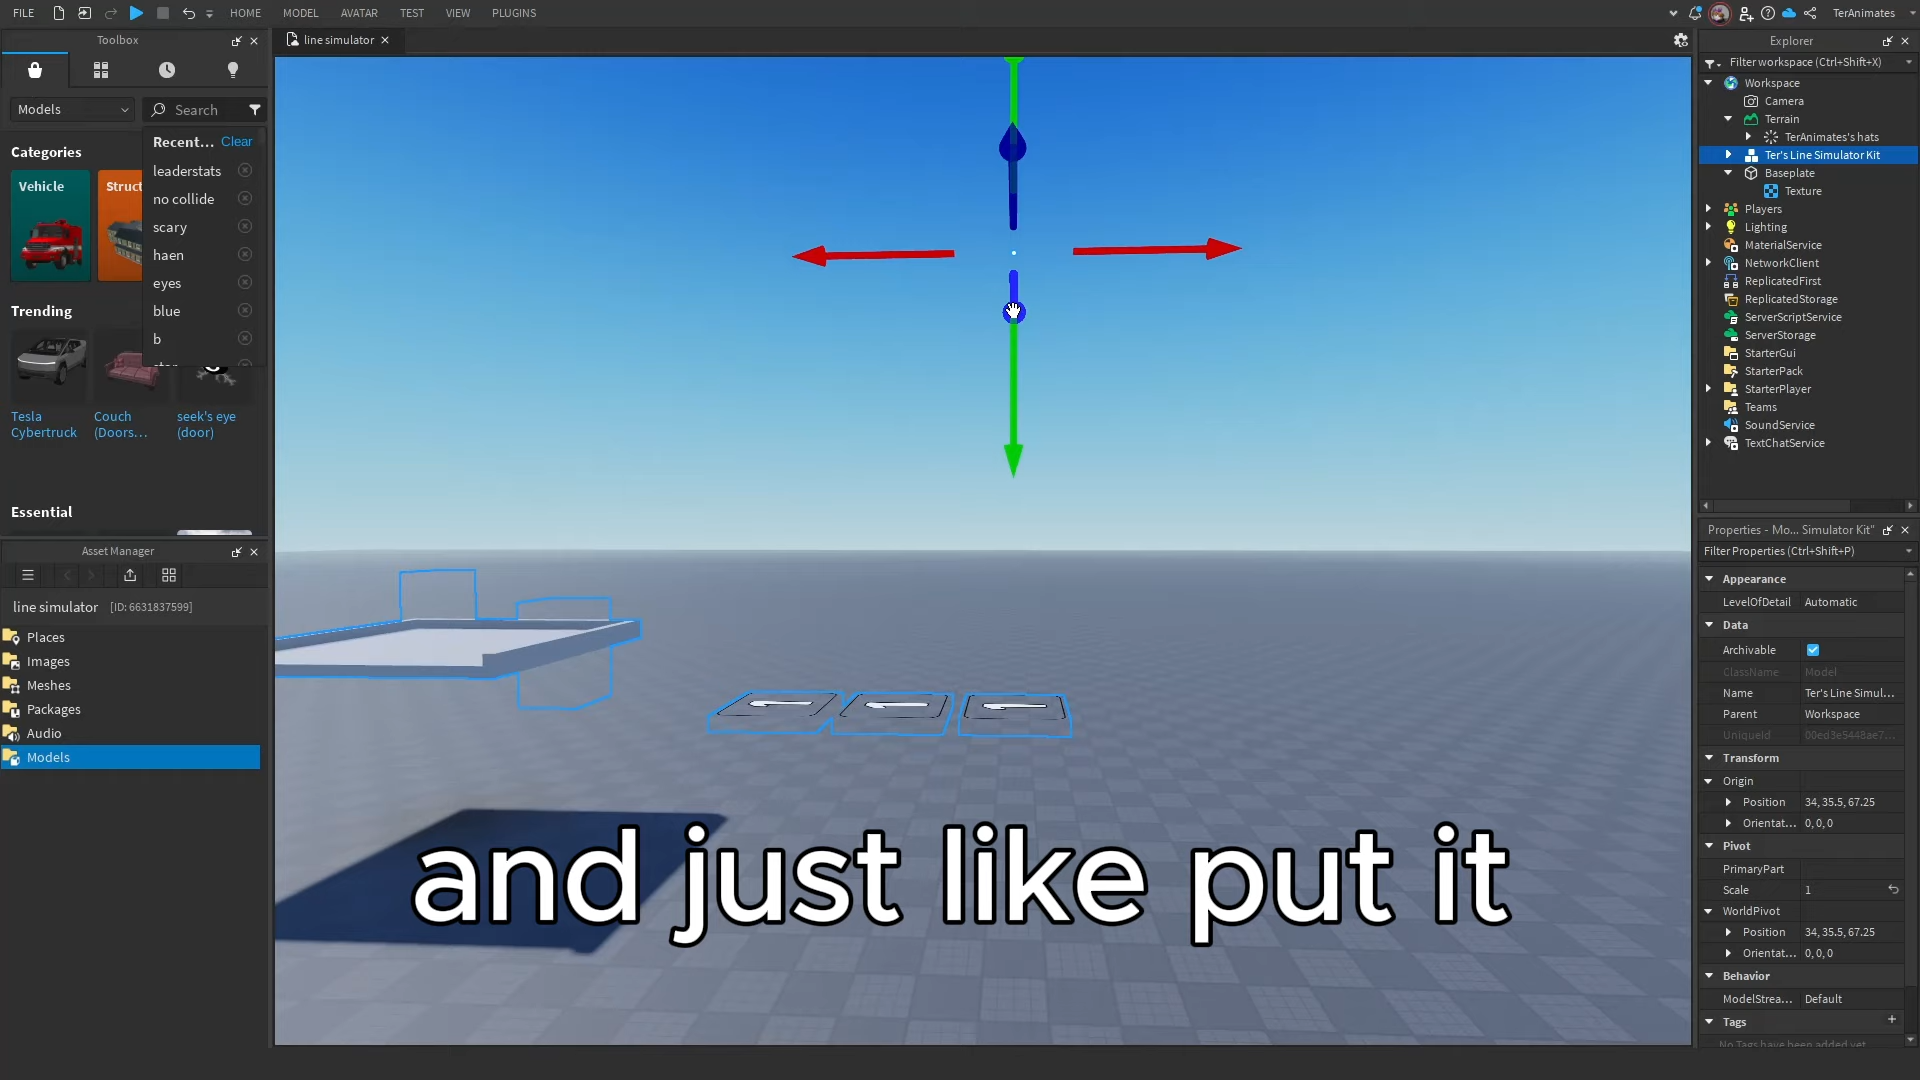 FILE
HOME
MODEL
AVATAR
TEST
VIEW
PLUGINS
TerAnimates
Toolbox
Models
Search
Recent... Clear
leaderstats
no collide
scary
haen
eyes
blue
b
Categories
Vehicle
Struct
Trending
Tesla
Cybertruck
Couch
(Doors...
seek's eye
(door)
Essential
Asset Manager
line simulator [ID: 6631837599]
Places
Images
Meshes
Packages
Audio
Models
line simulator
and just like put it
Explorer
Filter workspace (Ctrl+Shift+X)
Workspace
Camera
Terrain
TerAnimates's hats
Ter's Line Simulator Kit
Baseplate
Texture
Players
Lighting
MaterialService
NetworkClient
ReplicatedFirst
ReplicatedStorage
ServerScriptService
ServerStorage
StarterGui
StarterPack
StarterPlayer
Teams
SoundService
TextChatService
Properties - Mo... Simulator Kit"
Filter Properties (Ctrl+Shift+P)
Appearance
LevelOfDetail Automatic
Data
Archivable
ClassName Model
Name Ter's Line Simul...
Parent Workspace
UniqueId 00ed3e5448ae7...
Transform
Origin
Position 34, 35.5, 67.25
Orientat... 0, 0, 0
Pivot
PrimaryPart
Scale 1
WorldPivot
Position 34, 35.5, 67.25
Orientat... 0, 0, 0
Behavior
ModelStrea... Default
Tags
No Tags have been added yet